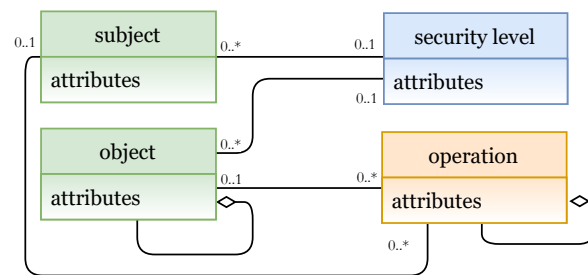 subject
attributes
security level
attributes
object
attributes
operation
attributes
0..1
0..*
0..1
0..1
0..*
0..1
0..*
0..*